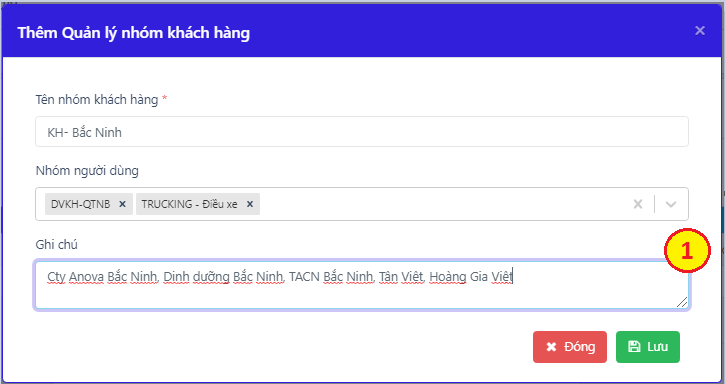 Thêm Quản lý nhóm khách hàng ×
Tên nhóm khách hàng *
KH- Bắc Ninh
Nhóm người dùng
DVKH-QTNB × TRUCKING - Điều xe ×
Ghi chú
1
Cty Anova Bắc Ninh, Dinh dưỡng Bắc Ninh, TACN Bắc Ninh, Tân Việt, Hoàng Gia Việt
Đóng Lưu